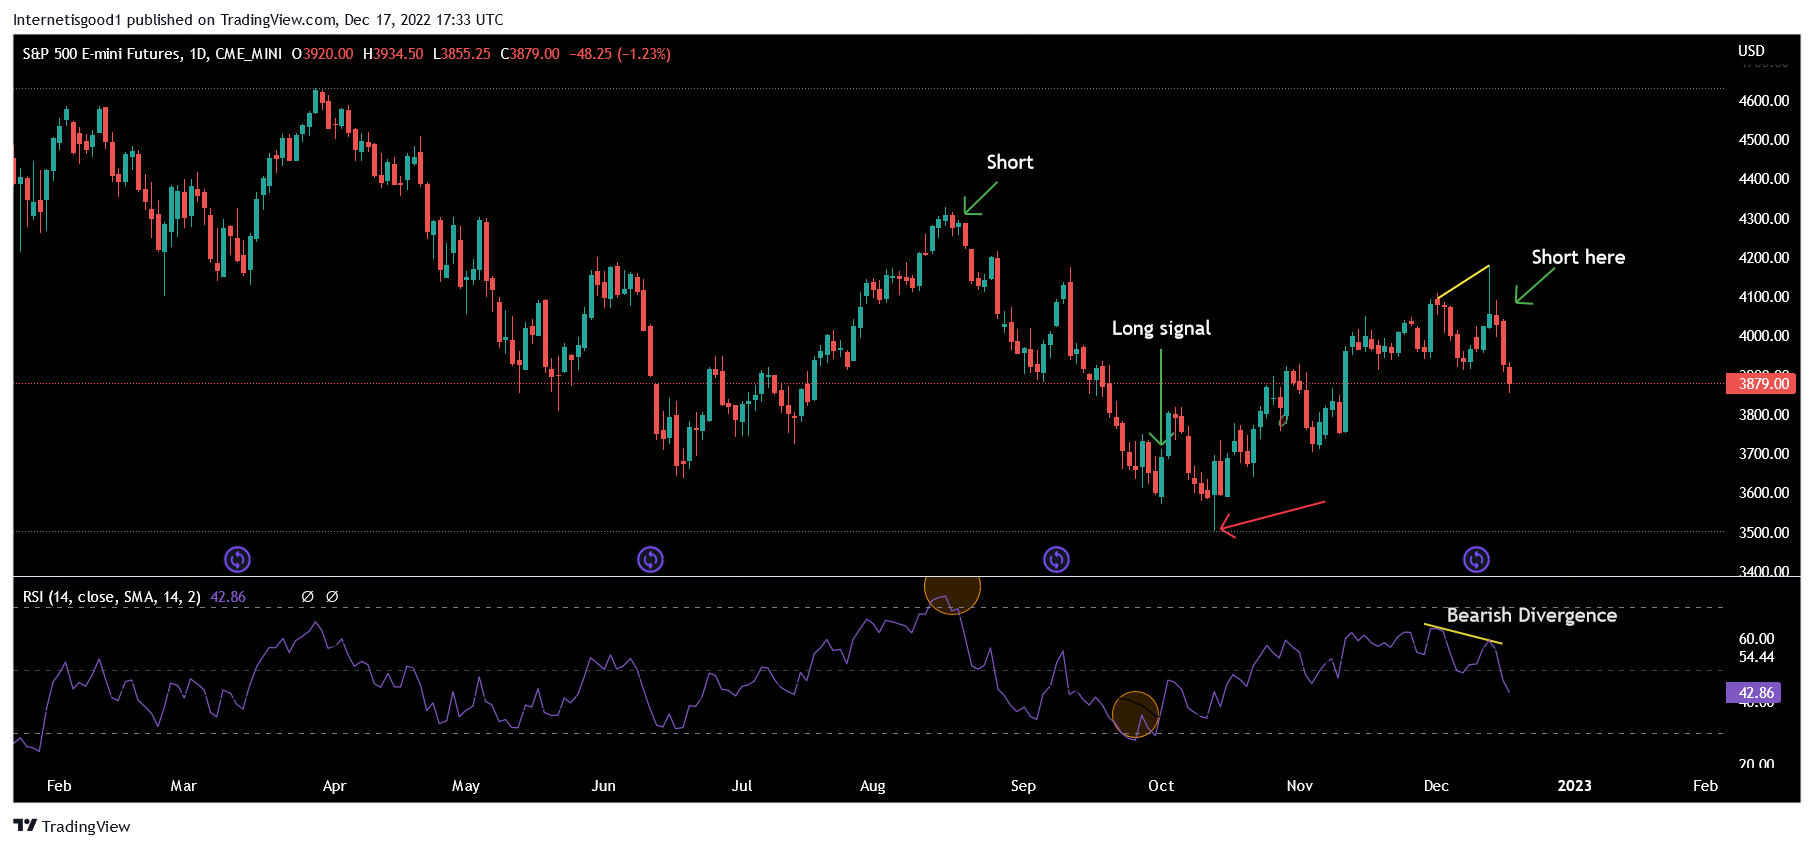 Internetisgood1 published on TradingView.com, Dec 17, 2022 17:33 UTC
S&P 500 E-mini Futures, 1D, CME_MINI O3920.00 H3934.50 L3855.25 C3879.00 −48.25 (−1.23%)
USD
4600.00
4500.00
Short
4400.00
4300.00
4200.00
Short here
4100.00
Long signal
4000.00
3879.00
3800.00
3700.00
3600.00
3500.00
3400.00
RSI (14, close, SMA, 14, 2) 42.86 Ø Ø
Bearish Divergence
60.00
54.44
42.86
20.00
Feb Mar Apr May Jun Jul Aug Sep Oct Nov Dec 2023 Feb
TradingView